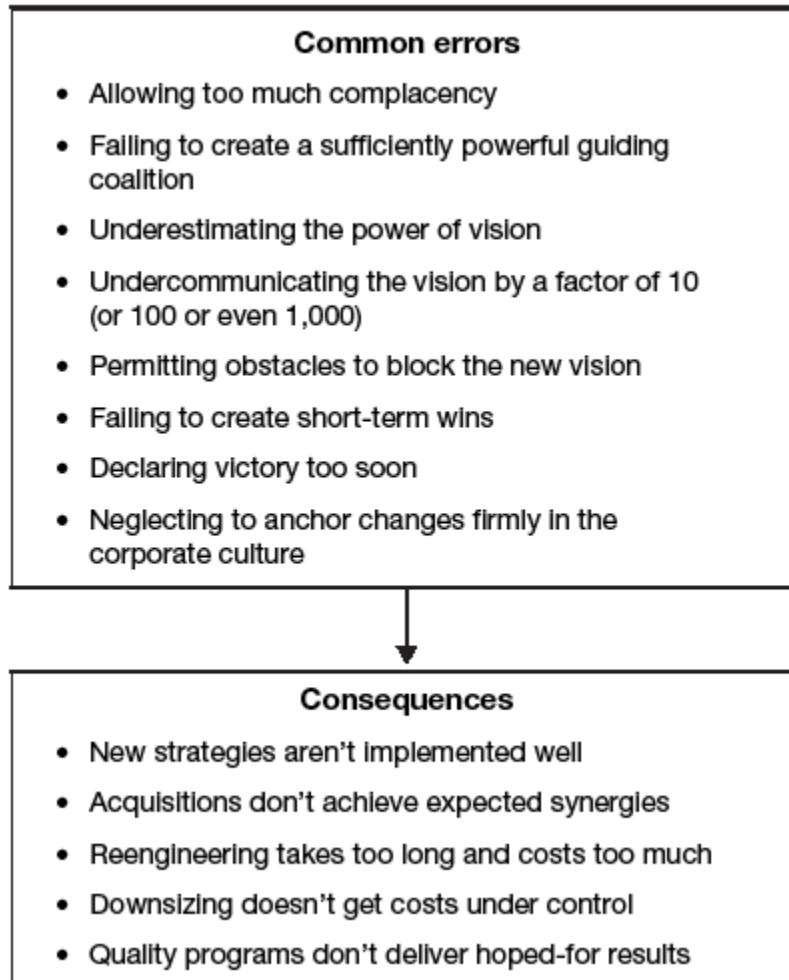 Common errors
• Allowing too much complacency
• Failing to create a sufficiently powerful guiding
coalition
• Underestimating the power of vision
• Undercommunicating the vision by a factor of 10
(or 100 or even 1,000)
• Permitting obstacles to block the new vision
• Failing to create short-term wins
• Declaring victory too soon
• Neglecting to anchor changes firmly in the
corporate culture
Consequences
• New strategies aren't implemented well
• Acquisitions don't achieve expected synergies
• Reengineering takes too long and costs too much
• Downsizing doesn't get costs under control
• Quality programs don't deliver hoped-for results